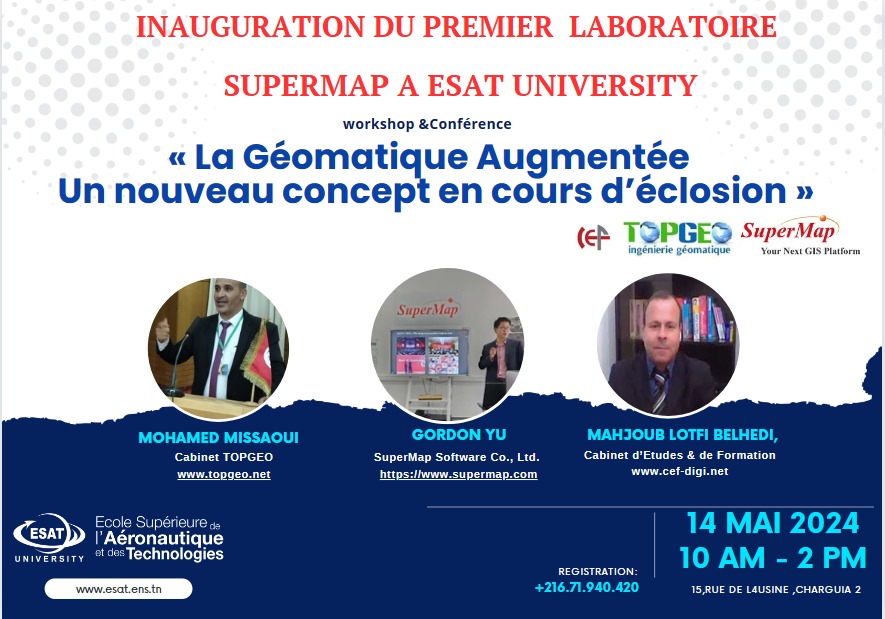 INAUGURATION DU PREMIER LABORATOIRE
SUPERMAP A ESAT UNIVERSITY
workshop &Conférence
« La Géomatique Augmentée
Un nouveau concept en cours d'éclosion »
CEF
TOPGEO
ingénierie géomatique
SuperMap
Your Next GIS Platform
SuperMap
MOHAMED MISSAOUI
Cabinet TOPGEO
www.topgeo.net
GORDON YU
SuperMap Software Co., Ltd.
https://www.supermap.com
MAHJOUB LOTFI BELHEDI,
Cabinet d'Etudes & de Formation
www.cef-digi.net
ESAT
UNIVERSITY
Ecole Supérieure de
l'Aéronautique
et des Technologies
www.esat.ens.tn
REGISTRATION:
+216.71.940.420
14 MAI 2024
10 AM - 2 PM
15,RUE DE L4USINE ,CHARGUIA 2